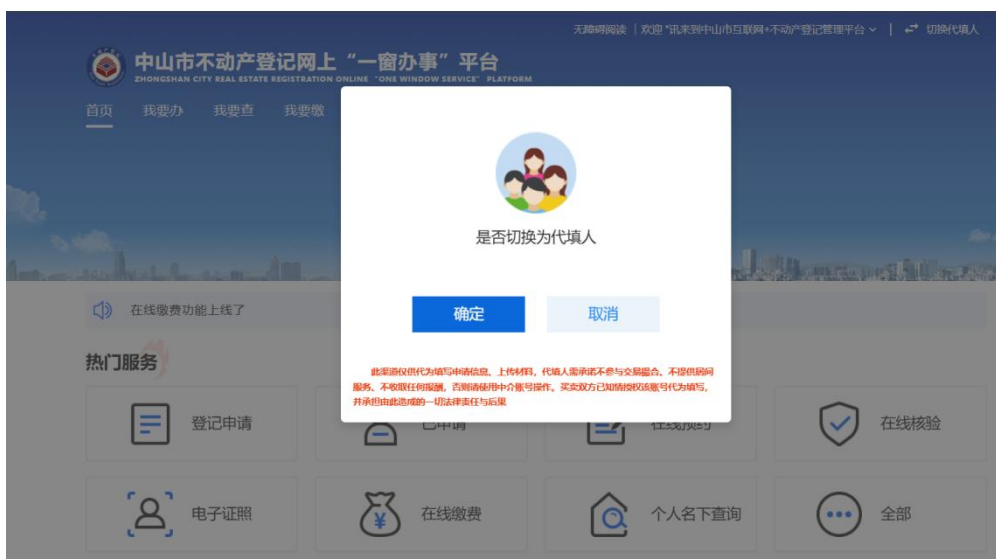 无障碍阅读 | 欢迎 *讯来到中山市互联网+不动产登记管理平台 | 切换代填人
中山市不动产登记网上“一窗办事”平台
ZHONGSHAN CITY REAL ESTATE REGISTRATION ONLINE "ONE WINDOW SERVICE" PLATFORM
首页 我要办 我要查 我要缴
是否切换为代填人
确定 取消
此渠道仅供代为填写申请信息、上传材料，代填人需承诺不参与交易撮合、不提供居间
服务、不收取任何报酬，否则请使用中介账号操作。买卖双方已知情授权该账号代为填写，
并承担由此造成的一切法律责任与后果
在线缴费功能上线了
热门服务
登记申请 已申请 在线预约 在线核验
电子证照 在线缴费 个人名下查询 全部